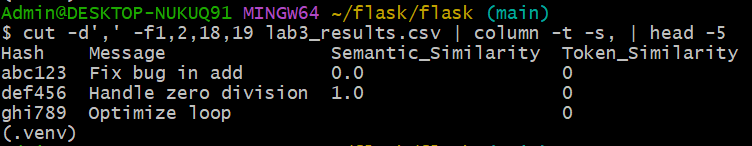 Admin@DESKTOP-NUKUQ91 MINGW64 ~/flask/flask (main)
$ cut -d',' -f1,2,18,19 lab3_results.csv | column -t -s, | head -5
Hash    Message               Semantic_Similarity  Token_Similarity
abc123  Fix bug in add        0.0                  0
def456  Handle zero division  1.0                  0
ghi789  Optimize loop                              0
(.venv)